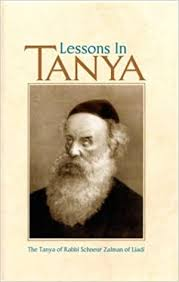 Lessons In
TANYA
The Tanya of Rabbi Schneur Zalman of Liadi